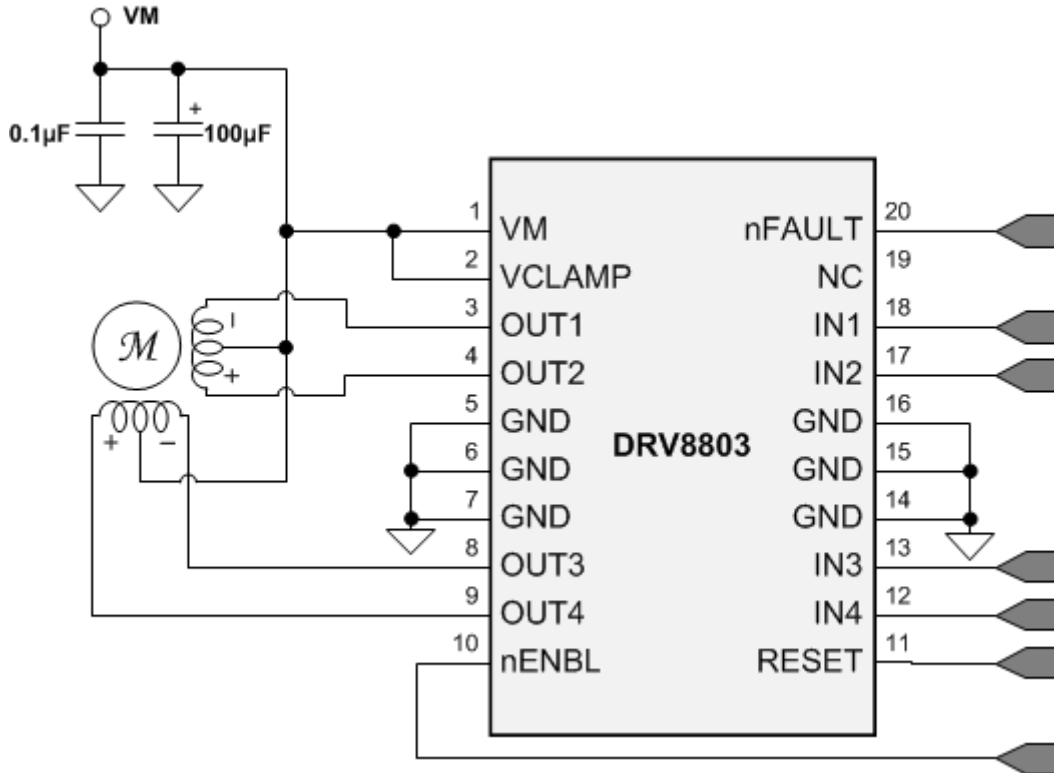 VM
0.1µF
+
100µF
1
VM
nFAULT
20
2
VCLAMP
NC
19
3
OUT1
IN1
18
4
OUT2
IN2
17
M
–
+
5
GND
GND
16
DRV8803
6
GND
GND
15
7
GND
GND
14
+ –
8
OUT3
IN3
13
9
OUT4
IN4
12
10
nENBL
RESET
11